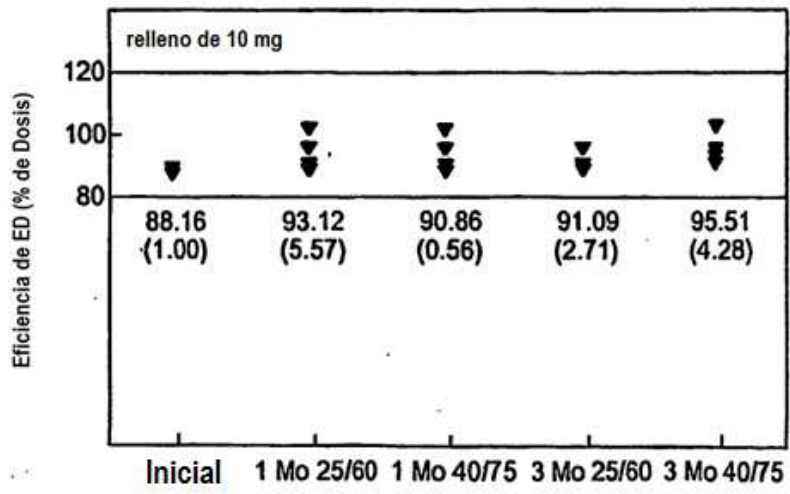 relleno de 10 mg
120
100
80
Eficiencia de ED (% de Dosis)
88.16 93.12 90.86 91.09 95.51
(1.00) (5.57) (0.56) (2.71) (4.28)
Inicial 1 Mo 25/60 1 Mo 40/75 3 Mo 25/60 3 Mo 40/75